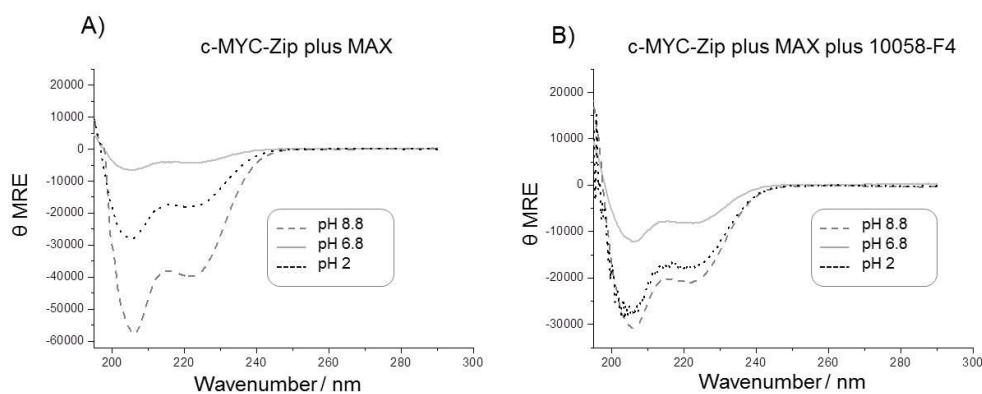 A)
c-MYC-Zip plus MAX
20000
10000
0
-10000
-20000
-30000
-40000
-50000
-60000
θ MRE
pH 8.8
pH 6.8
pH 2
200
220
240
260
280
300
Wavenumber / nm
B)
c-MYC-Zip plus MAX plus 10058-F4
20000
10000
0
-10000
-20000
-30000
θ MRE
pH 8.8
pH 6.8
pH 2
200
220
240
260
280
300
Wavenumber / nm